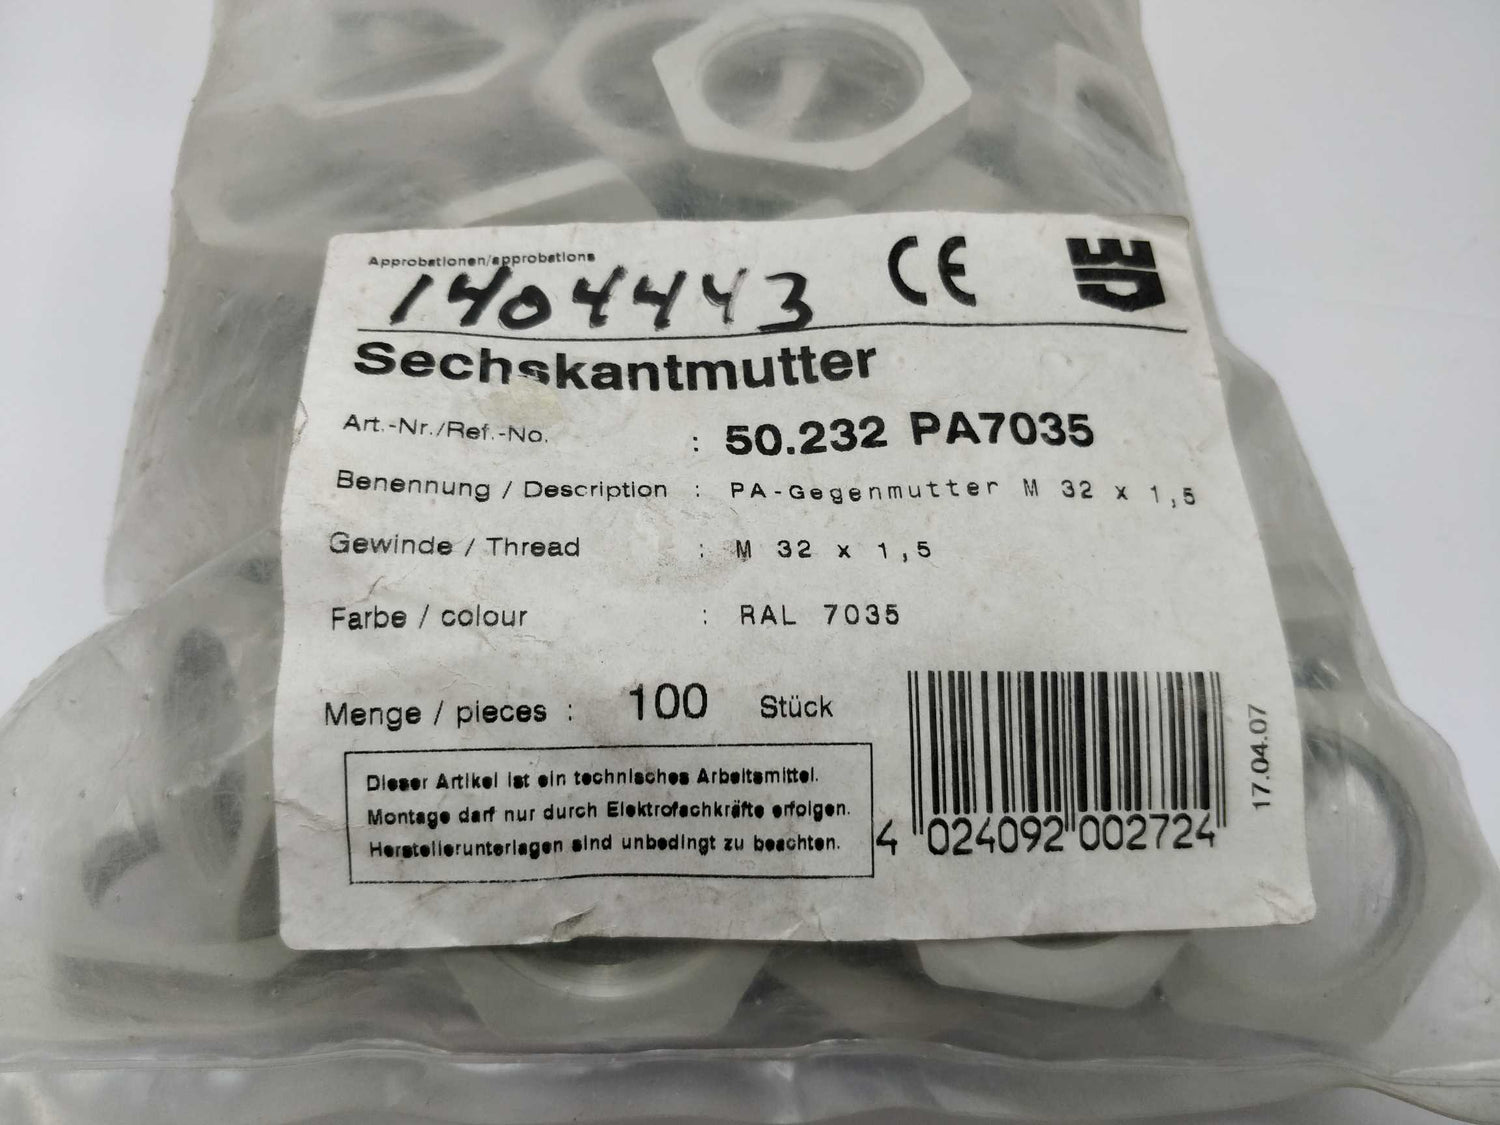 Approbationen/approbations
1404443
CE
Sechskantmutter
Art.-Nr./Ref.-No. : 50.232 PA7035
Benennung / Description : PA-Gegenmutter M 32 x 1,5
Gewinde / Thread : M 32 x 1,5
Farbe / colour : RAL 7035
Menge / pieces : 100 Stück
Dieser Artikel ist ein technisches Arbeitsmittel.
Montage darf nur durch Elektrofachkräfte erfolgen.
Herstellerunterlagen sind unbedingt zu beachten.
4 024092 002724
17.04.07